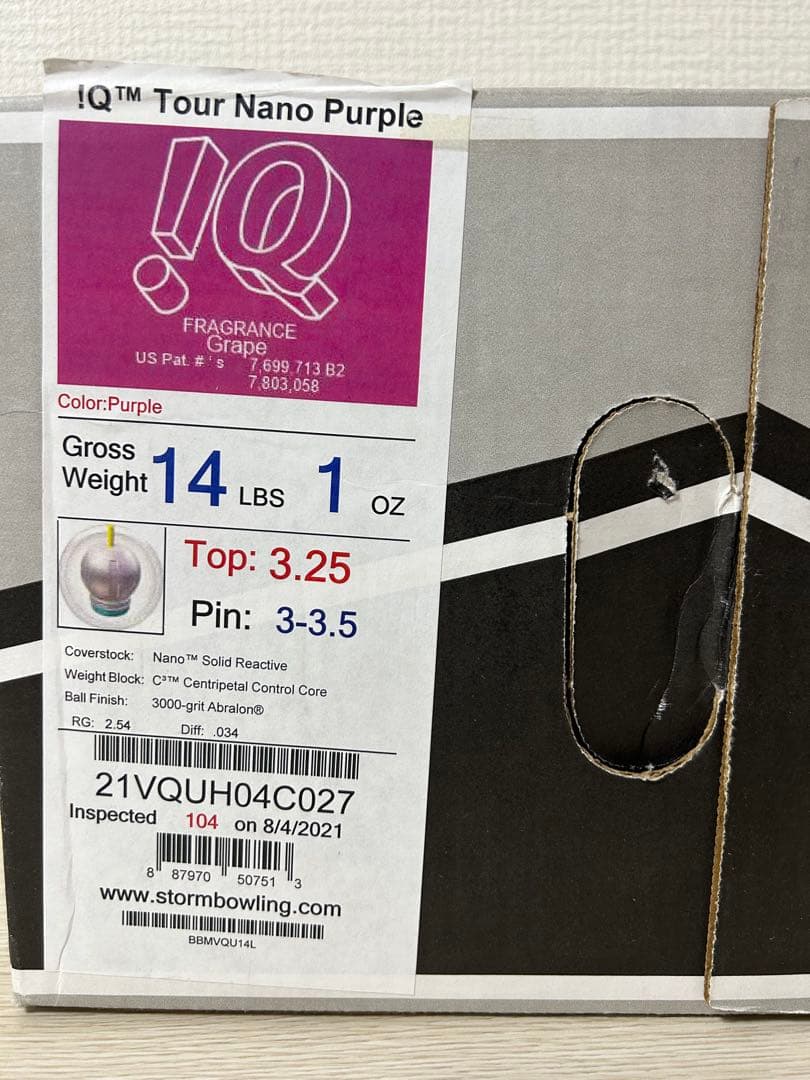 !Q™ Tour Nano Purple
!Q
FRAGRANCE
Grape
US Pat. #'s 7,699,713 B2
7,803,058
Color:Purple
Gross Weight 14 LBS 1 OZ
Top: 3.25
Pin: 3-3.5
Coverstock: Nano™ Solid Reactive
Weight Block: C³™ Centripetal Control Core
Ball Finish: 3000-grit Abralon®
RG: 2.54 Diff: .034
21VQUH04C027
Inspected 104 on 8/4/2021
8 87970 50751 3
www.stormbowling.com
BBMVQU14L